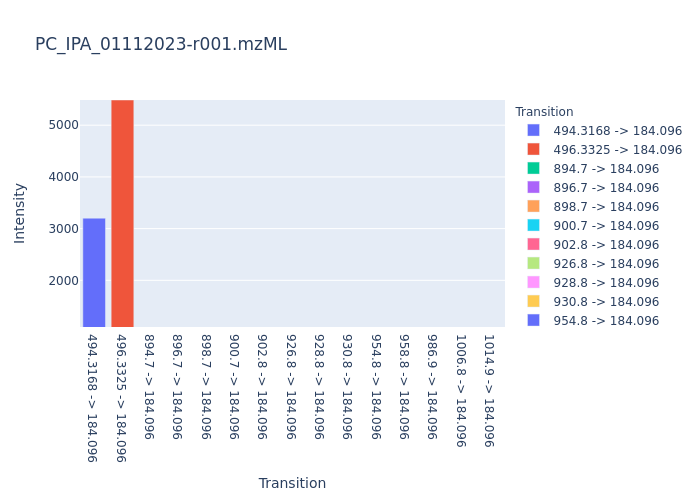 PC_IPA_01112023-r001.mzML
Intensity
5000
4000
3000
2000
494.3168 -> 184.096
496.3325 -> 184.096
894.7 -> 184.096
896.7 -> 184.096
898.7 -> 184.096
900.7 -> 184.096
902.8 -> 184.096
926.8 -> 184.096
928.8 -> 184.096
930.8 -> 184.096
954.8 -> 184.096
958.8 -> 184.096
986.9 -> 184.096
1006.8 -> 184.096
1014.9 -> 184.096
Transition
Transition
494.3168 -> 184.096
496.3325 -> 184.096
894.7 -> 184.096
896.7 -> 184.096
898.7 -> 184.096
900.7 -> 184.096
902.8 -> 184.096
926.8 -> 184.096
928.8 -> 184.096
930.8 -> 184.096
954.8 -> 184.096